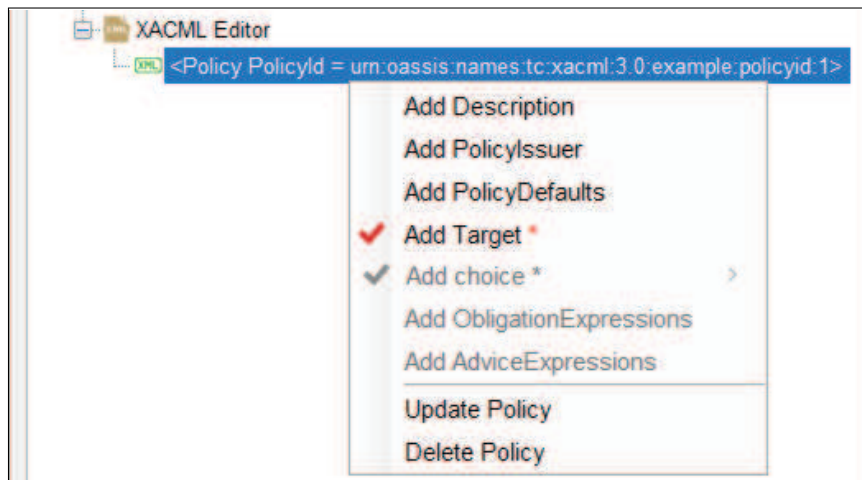 XACML Editor
<Policy PolicyId = urn:oassis:names:tc:xacml:3.0:example:policyid:1>
Add Description
Add PolicyIssuer
Add PolicyDefaults
Add Target *
Add choice *
Add ObligationExpressions
Add AdviceExpressions
Update Policy
Delete Policy